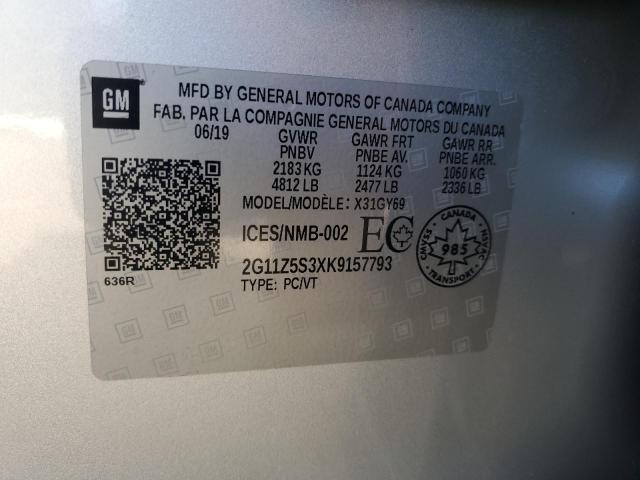 GM
MFD BY GENERAL MOTORS OF CANADA COMPANY
FAB. PAR LA COMPAGNIE GENERAL MOTORS DU CANADA
06/19 GVWR GAWR FRT GAWR RR
PNBV PNBE AV. PNBE ARR.
2183 KG 1124 KG 1060 KG
4812 LB 2477 LB 2336 LB
MODEL/MODÈLE: X31GY69
ICES/NMB-002 EC
2G11Z5S3XK9157793
TYPE: PC/VT
636R
CANADA
CMVSS 985 NSVAC
TRANSPORT